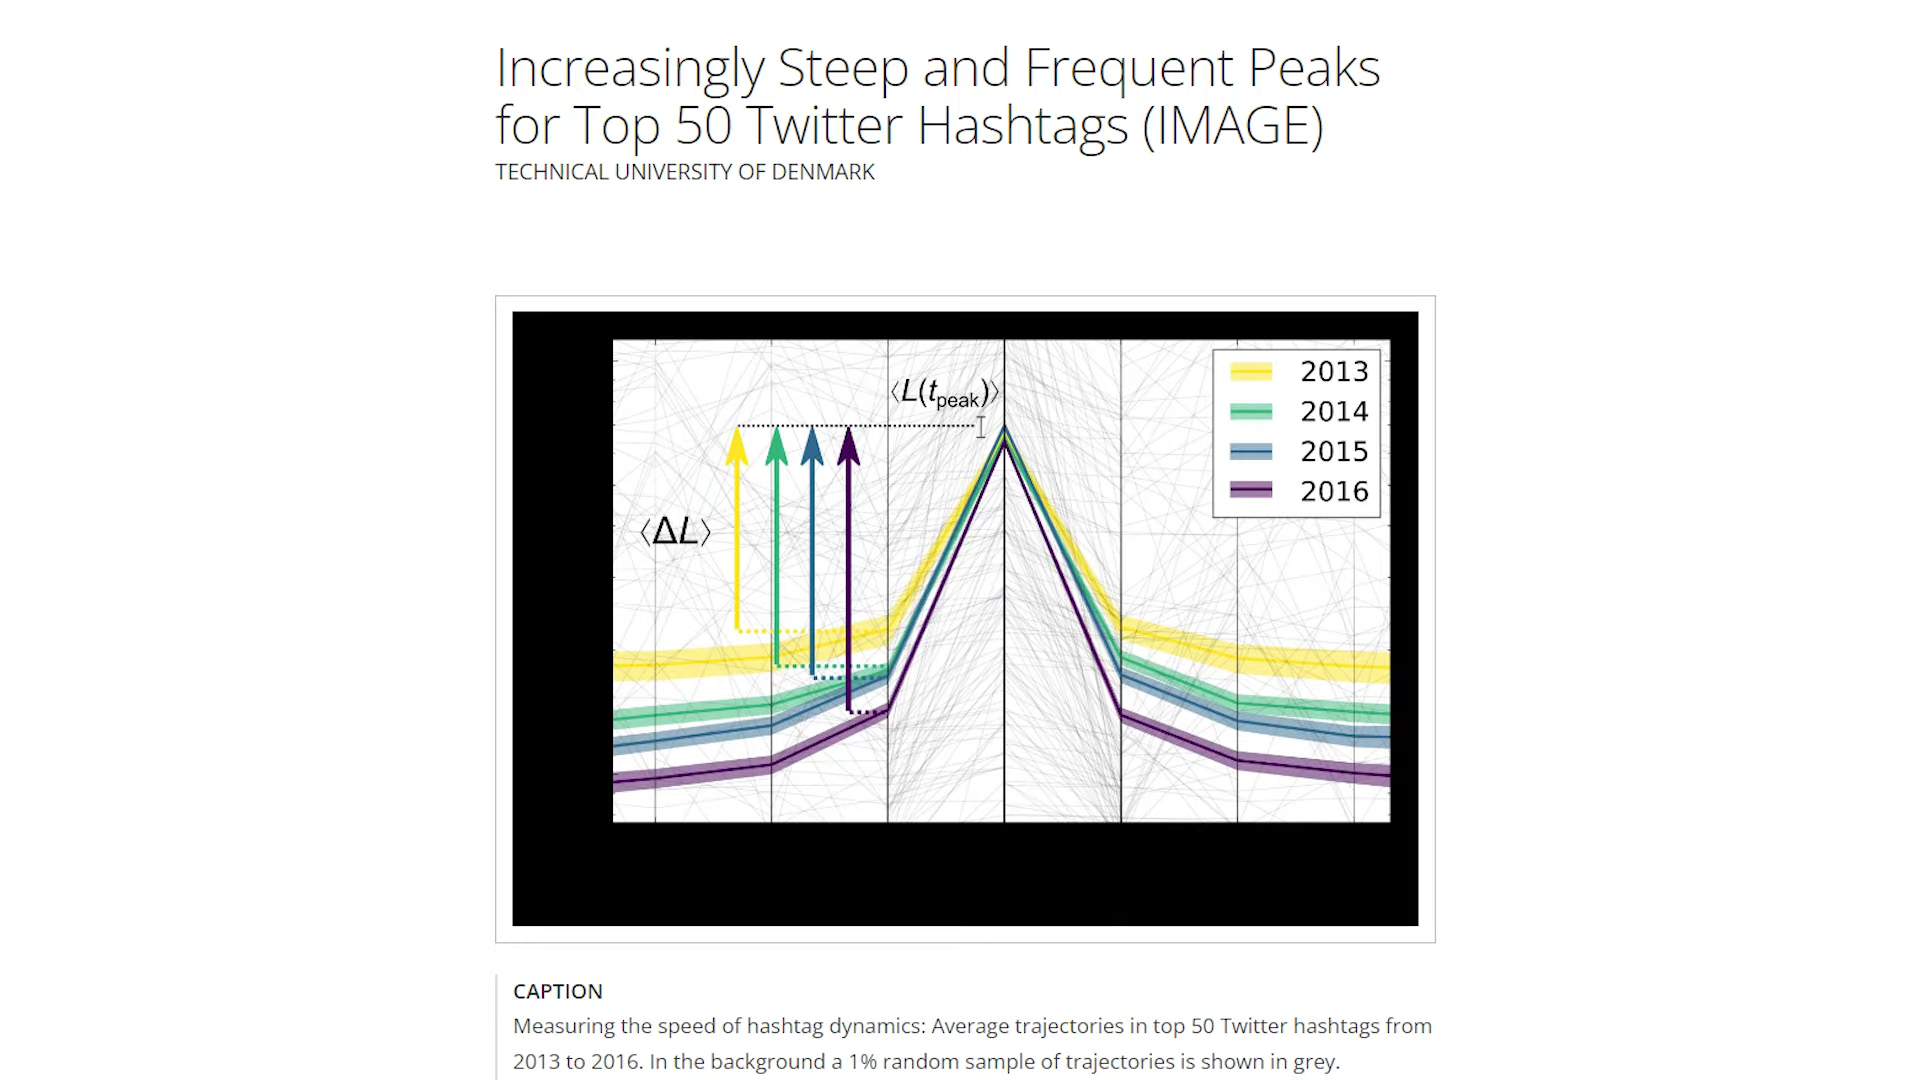 Increasingly Steep and Frequent Peaks
for Top 50 Twitter Hashtags (IMAGE)
TECHNICAL UNIVERSITY OF DENMARK
⟨L(tpeak)⟩
⟨ΔL⟩
2013
2014
2015
2016
CAPTION
Measuring the speed of hashtag dynamics: Average trajectories in top 50 Twitter hashtags from
2013 to 2016. In the background a 1% random sample of trajectories is shown in grey.